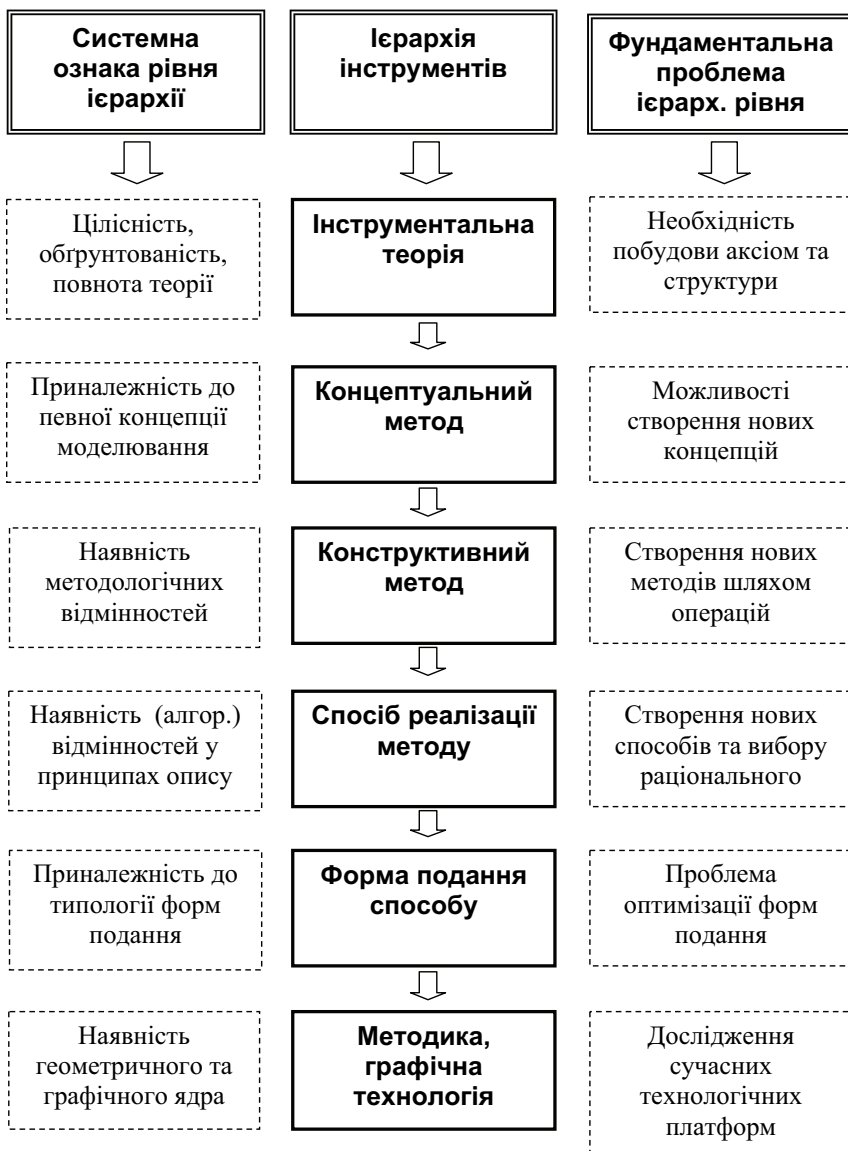 Системна
ознака рівня
ієрархії
Ієрархія
інструментів
Фундаментальна
проблема
ієрарх. рівня
Цілісність,
обґрунтованість,
повнота теорії
Інструментальна
теорія
Необхідність
побудови аксіом та
структури
Приналежність до
певної концепції
моделювання
Концептуальний
метод
Можливості
створення нових
концепцій
Наявність
методологічних
відмінностей
Конструктивний
метод
Створення нових
методів шляхом
операцій
Наявність (алгор.)
відмінностей у
принципах опису
Спосіб реалізації
методу
Створення нових
способів та вибору
раціонального
Приналежність до
типології форм
подання
Форма подання
способу
Проблема
оптимізації форм
подання
Наявність
геометричного та
графічного ядра
Методика,
графічна
технологія
Дослідження
сучасних
технологічних
платформ